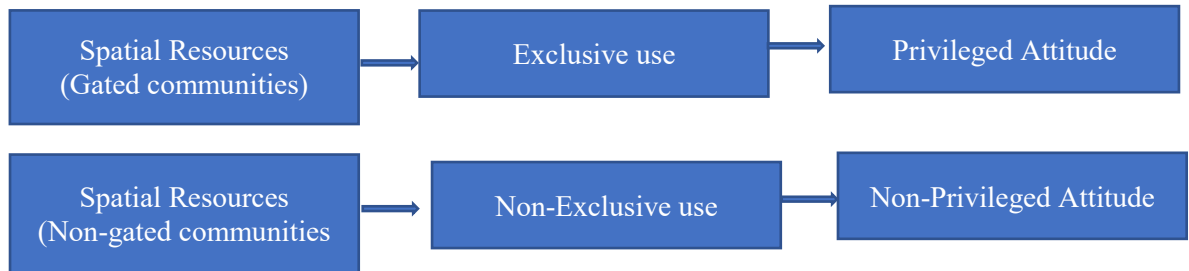 Spatial Resources
(Gated communities)
Exclusive use
Privileged Attitude
Spatial Resources
(Non-gated communities
Non-Exclusive use
Non-Privileged Attitude